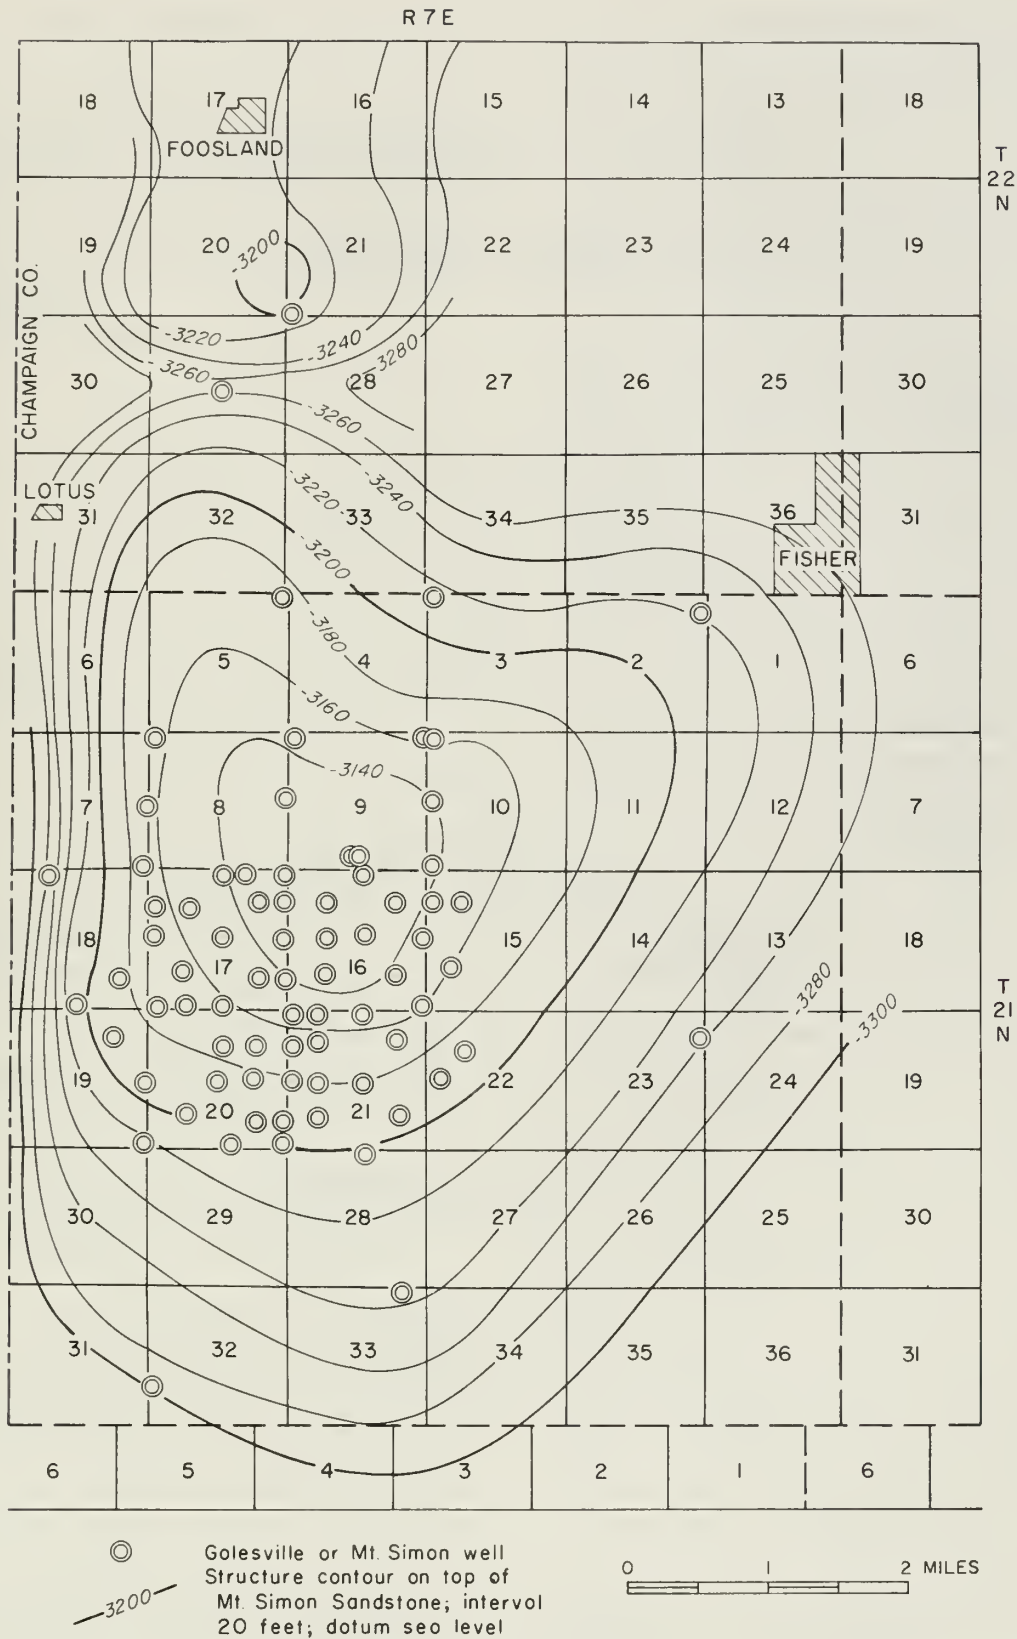 R 7 E
18 17 16 15 14 13 18
FOOSLAND
T
22
N
19 20 21 22 23 24 19
-3200
CHAMPAIGN CO.
-3220 -3240 -3280
-3260
30 28 27 26 25 30
-3260
LOTUS
-3220 -3240
31 32 33 34 35 36 31
-3200
FISHER
-3180
6 5 4 3 2 1 6
-3160
-3140
7 8 9 10 11 12 7
18 17 16 15 14 13 18
-3280
-3300
T
21
N
19 20 21 22 23 24 19
30 29 28 27 26 25 30
31 32 33 34 35 36 31
6 5 4 3 2 1 6
Golesville or Mt. Simon well
-3200 Structure contour on top of
Mt. Simon Sandstone; intervol
20 feet; dotum seo level
0 1 2 MILES